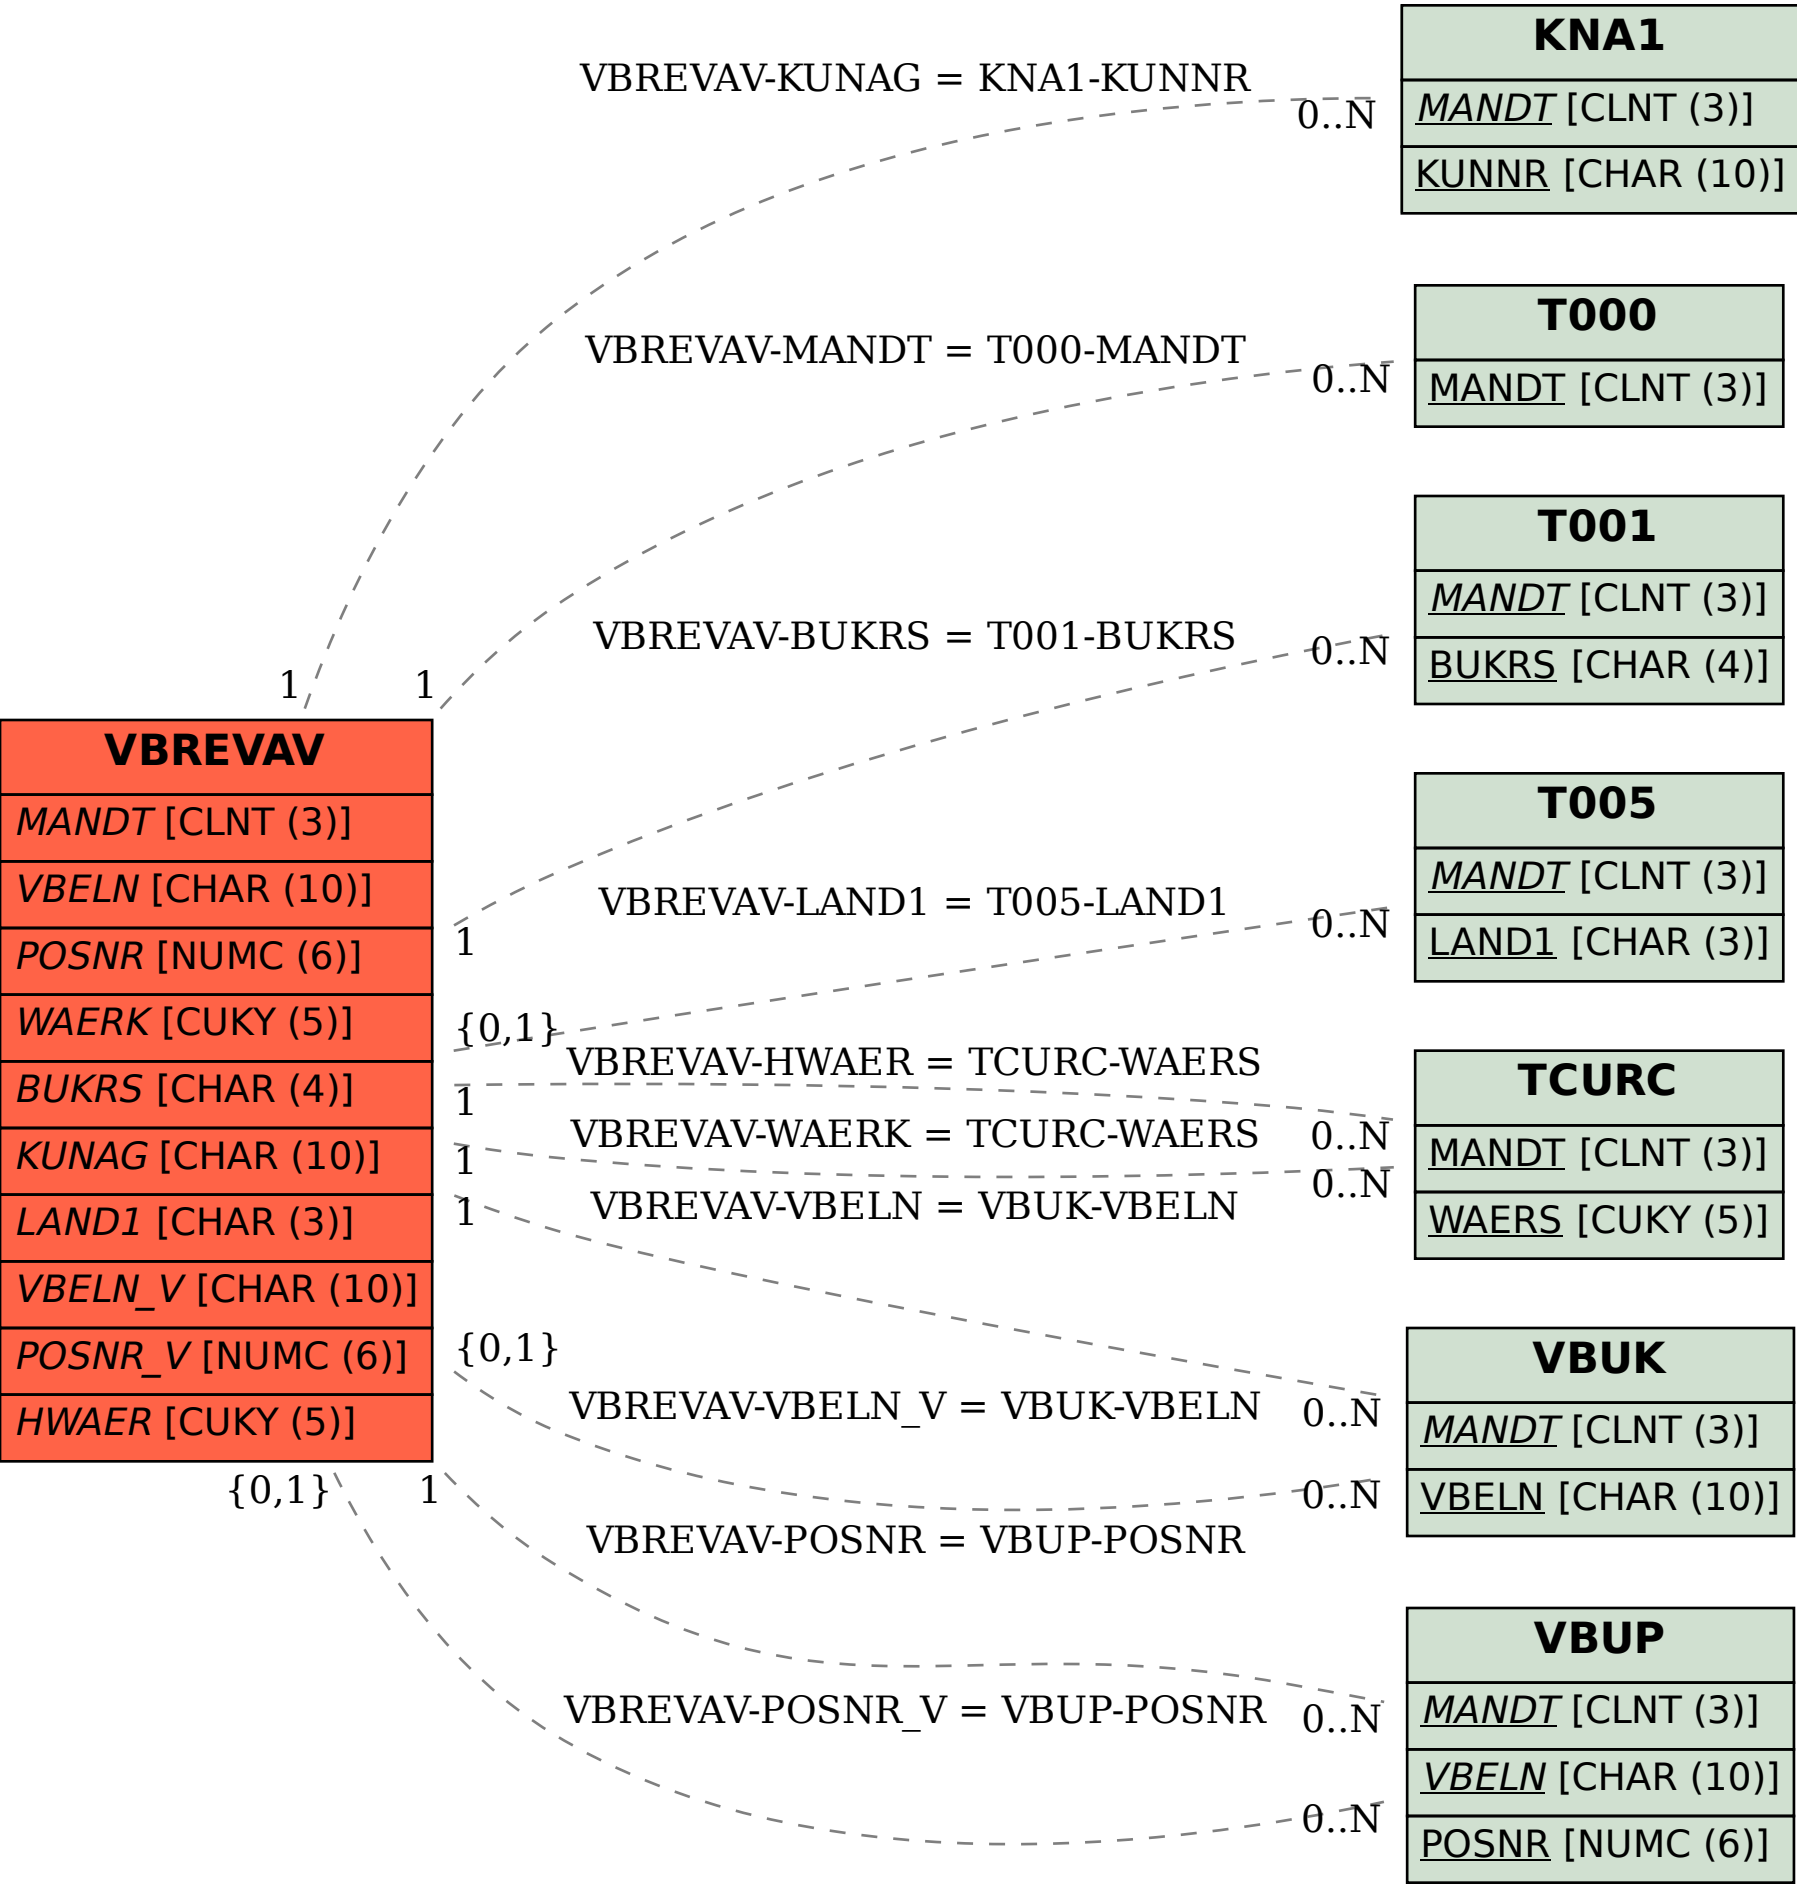 KNA1
MANDT [CLNT (3)]
KUNNR [CHAR (10)]
VBREVAV-KUNAG = KNA1-KUNNR
0..N
1
T000
MANDT [CLNT (3)]
VBREVAV-MANDT = T000-MANDT
0..N
1
T001
MANDT [CLNT (3)]
BUKRS [CHAR (4)]
VBREVAV-BUKRS = T001-BUKRS
0..N
1
VBREVAV
MANDT [CLNT (3)]
VBELN [CHAR (10)]
POSNR [NUMC (6)]
WAERK [CUKY (5)]
BUKRS [CHAR (4)]
KUNAG [CHAR (10)]
LAND1 [CHAR (3)]
VBELN_V [CHAR (10)]
POSNR_V [NUMC (6)]
HWAER [CUKY (5)]
T005
MANDT [CLNT (3)]
LAND1 [CHAR (3)]
VBREVAV-LAND1 = T005-LAND1
0..N
{0,1}
TCURC
MANDT [CLNT (3)]
WAERS [CUKY (5)]
VBREVAV-HWAER = TCURC-WAERS
0..N
1
VBREVAV-WAERK = TCURC-WAERS
0..N
1
VBREVAV-VBELN = VBUK-VBELN
0..N
1
VBUK
MANDT [CLNT (3)]
VBELN [CHAR (10)]
VBREVAV-VBELN_V = VBUK-VBELN
0..N
{0,1}
VBREVAV-POSNR = VBUP-POSNR
0..N
1
VBUP
MANDT [CLNT (3)]
VBELN [CHAR (10)]
POSNR [NUMC (6)]
VBREVAV-POSNR_V = VBUP-POSNR
0..N
{0,1}